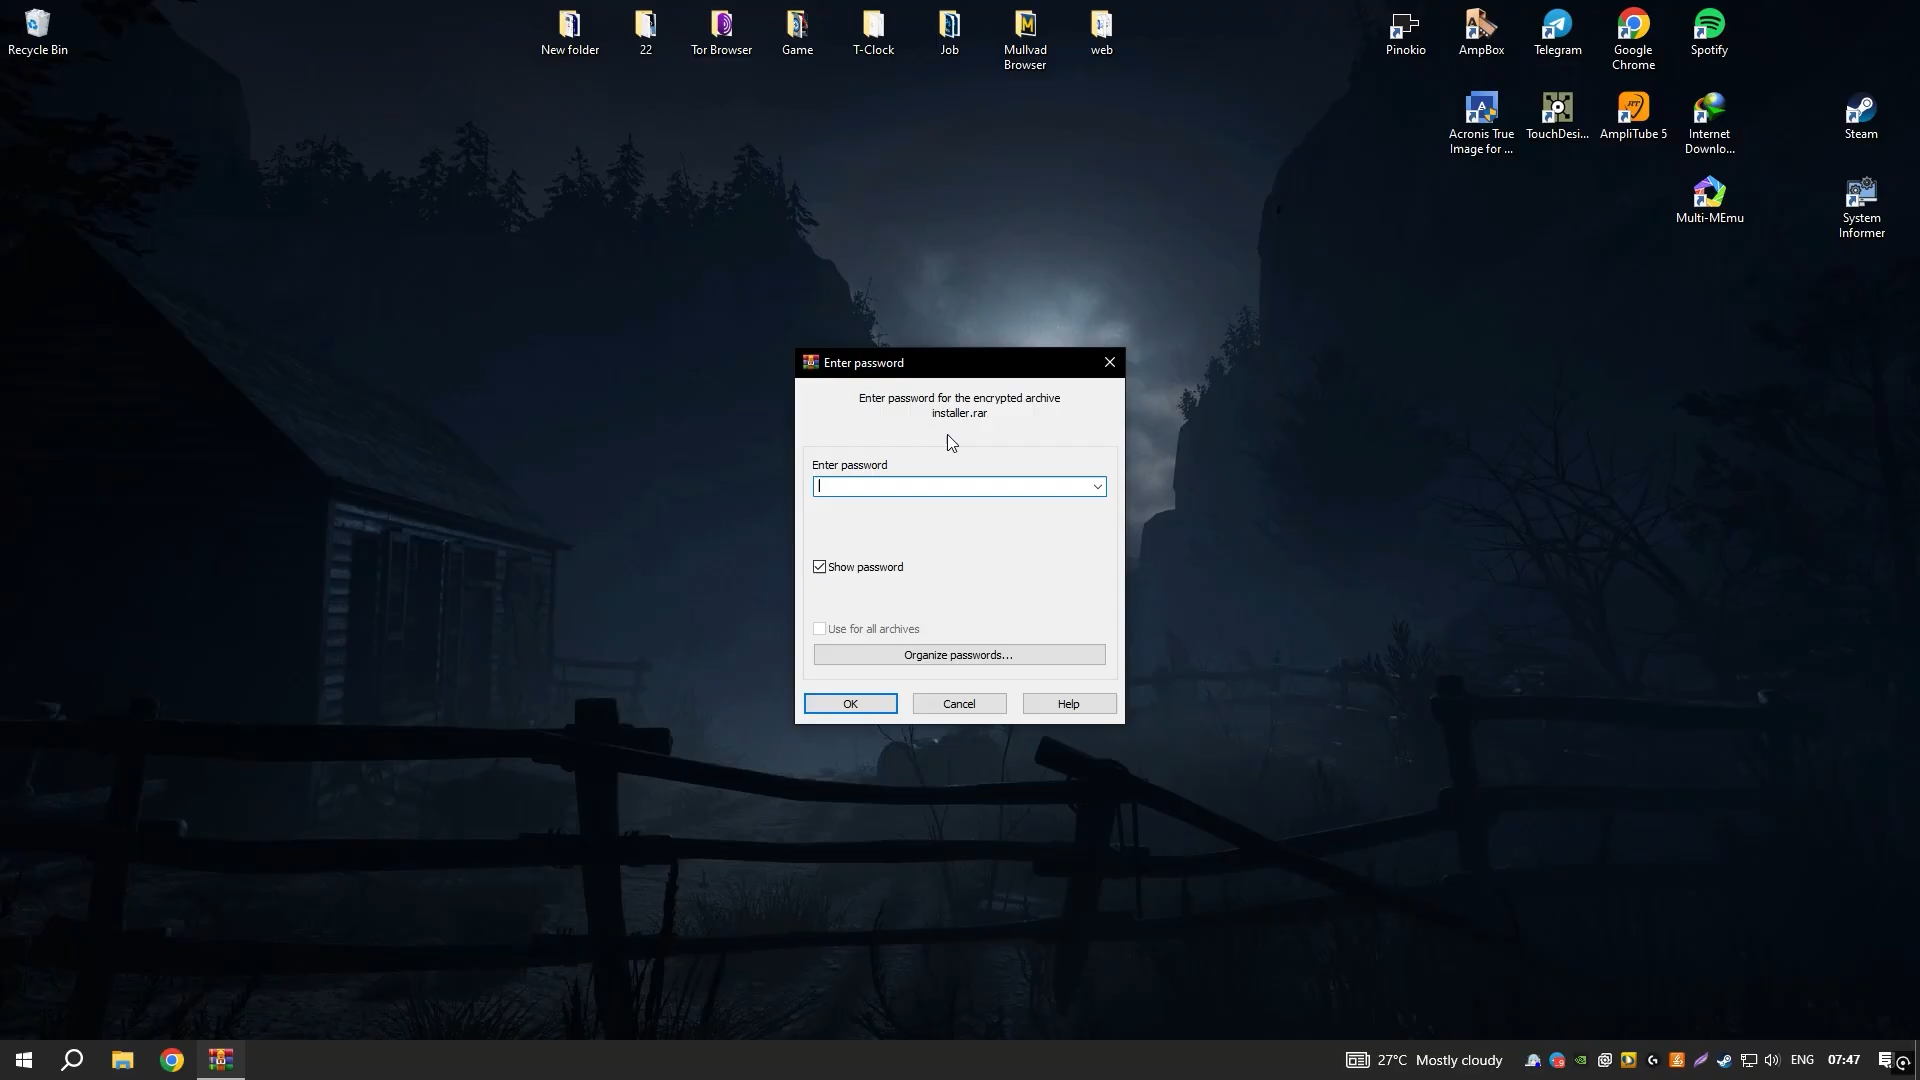 Recycle Bin
New folder
22
Tor Browser
Game
T-Clock
Job
Mullvad
Browser
web
Pinokio
AmpBox
Telegram
Google
Chrome
Spotify
Acronis True
Image for ...
TouchDesi...
AmpliTube 5
Internet
Downlo...
Steam
Multi-MEmu
System
Informer
Enter password
Enter password for the encrypted archive
installer.rar
Enter password
Show password
Use for all archives
Organize passwords...
OK
Cancel
Help
27°C Mostly cloudy
ENG
07:47